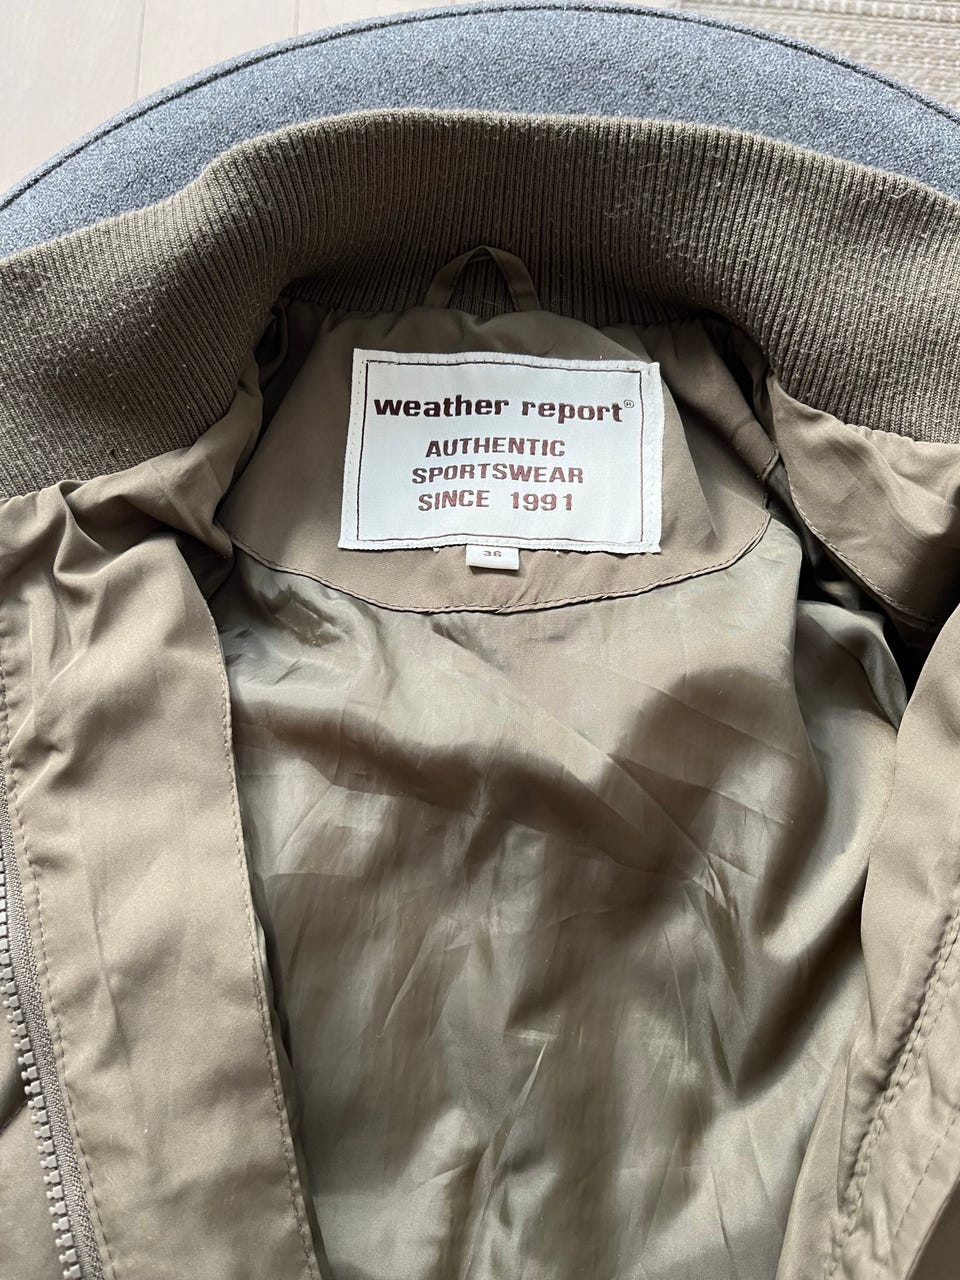 weather report®
AUTHENTIC
SPORTSWEAR
SINCE 1991
36